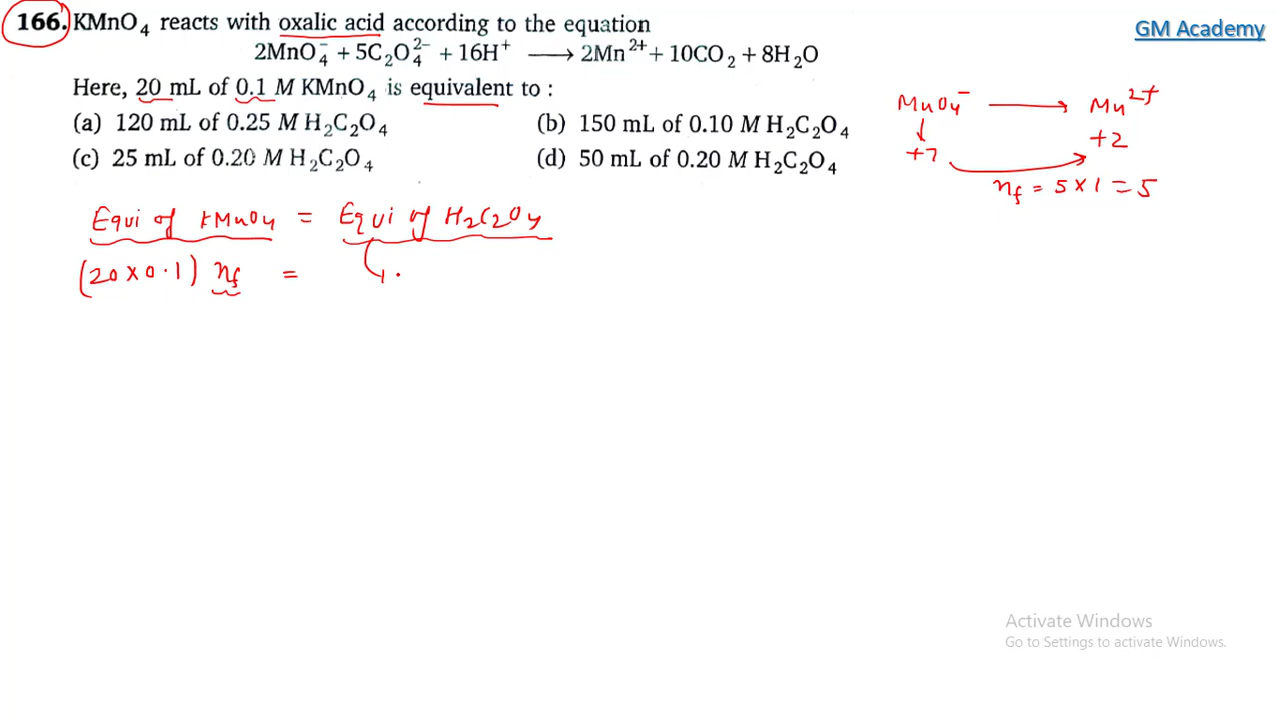 166. KMnO4 reacts with oxalic acid according to the equation
GM Academy
2MnO4⁻ + 5C2O4²⁻ + 16H⁺ ⟶ 2Mn²⁺ + 10CO2 + 8H2O
Here, 20 mL of 0.1 M KMnO4 is equivalent to :
(a) 120 mL of 0.25 M H2C2O4 (b) 150 mL of 0.10 M H2C2O4
(c) 25 mL of 0.20 M H2C2O4 (d) 50 mL of 0.20 M H2C2O4
MnO4⁻ ⟶ Mn²⁺
+7 +2
nf = 5 × 1 = 5
Equi of KMnO4 = Equi of H2C2O4
(20 × 0.1) nf =
Activate Windows
Go to Settings to activate Windows.